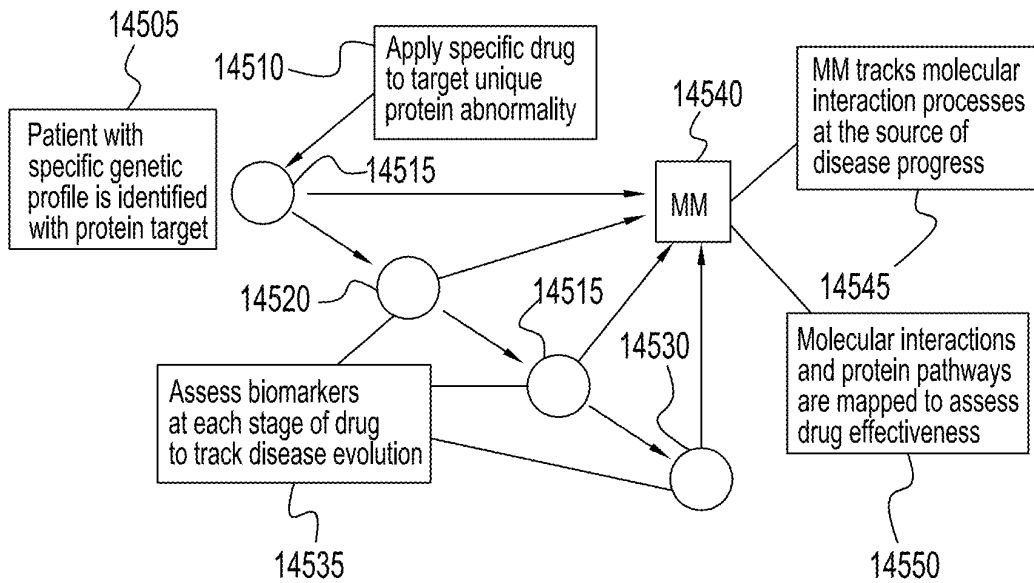 14505
Patient with
specific genetic
profile is identified
with protein target
14510
Apply specific drug
to target unique
protein abnormality
14515
14540
MM
MM tracks molecular
interaction processes
at the source of
disease progress
14545
14520
14515
14530
Assess biomarkers
at each stage of drug
to track disease evolution
14535
Molecular interactions
and protein pathways
are mapped to assess
drug effectiveness
14550